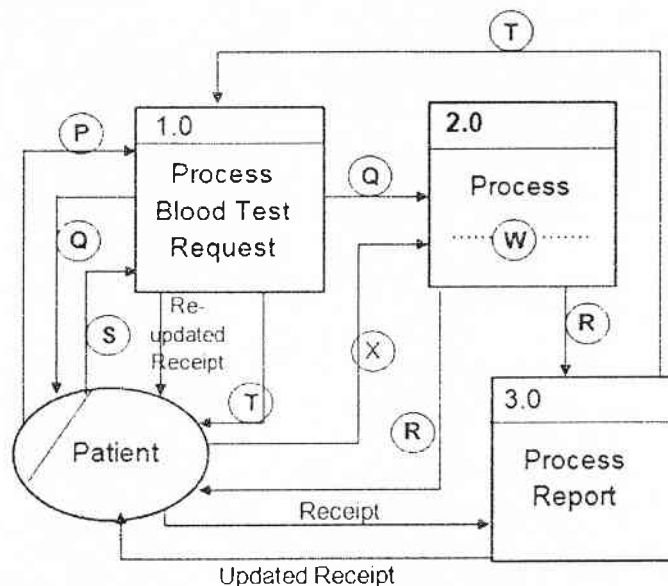 T
P
1.0
Process
Blood Test
Request
Q
2.0
Process
W
Q
S
Re-
updated
Receipt
X
R
T
R
3.0
Process
Report
Patient
Receipt
Updated Receipt